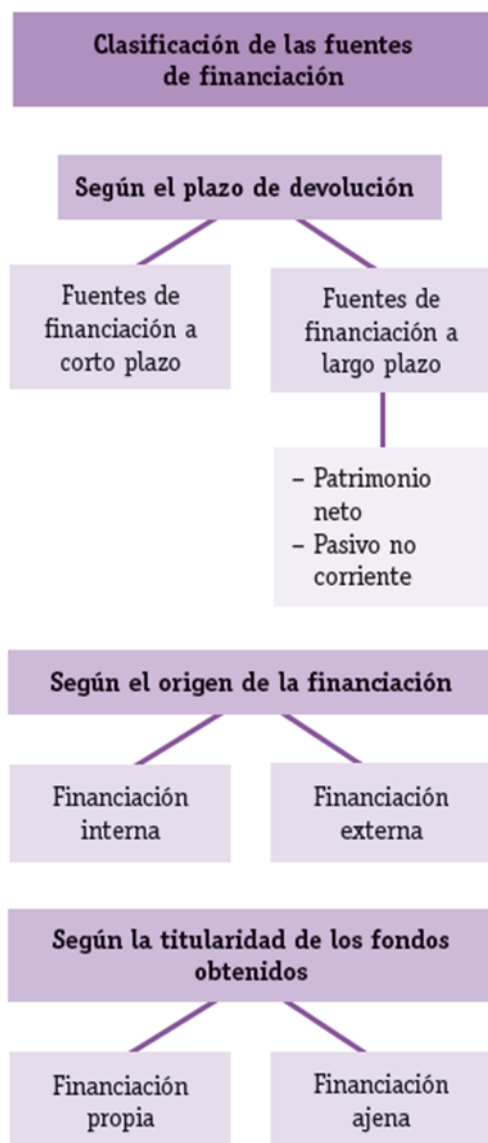 Clasificación de las fuentes
de financiación
Según el plazo de devolución
Fuentes de
financiación a
corto plazo
Fuentes de
financiación a
largo plazo
– Patrimonio
neto
– Pasivo no
corriente
Según el origen de la financiación
Financiación
interna
Financiación
externa
Según la titularidad de los fondos
obtenidos
Financiación
propia
Financiación
ajena